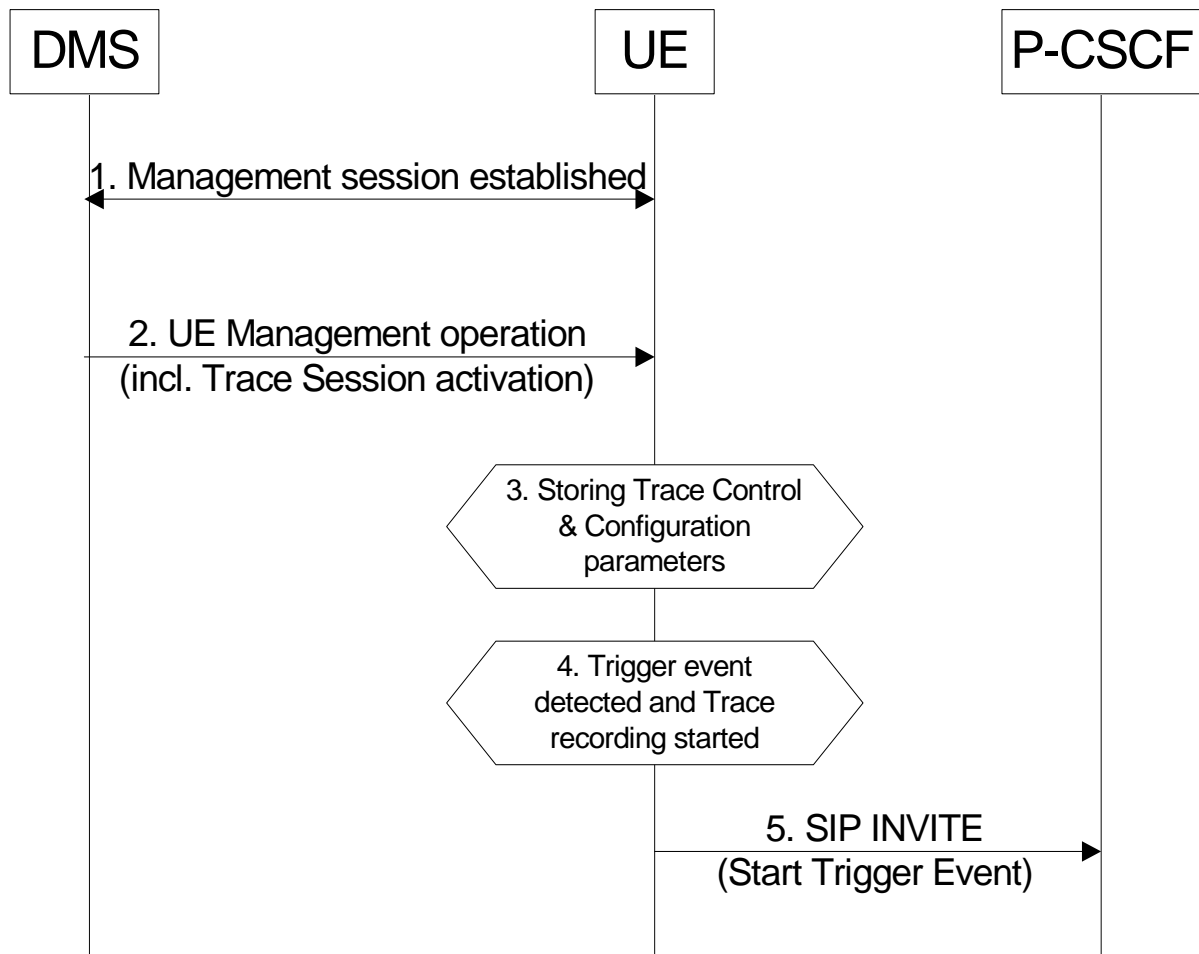 DMS
UE
P-CSCF
1. Management session established
2. UE Management operation
(incl. Trace Session activation)
3. Storing Trace Control
& Configuration
parameters
4. Trigger event
detected and Trace
recording started
5. SIP INVITE
(Start Trigger Event)